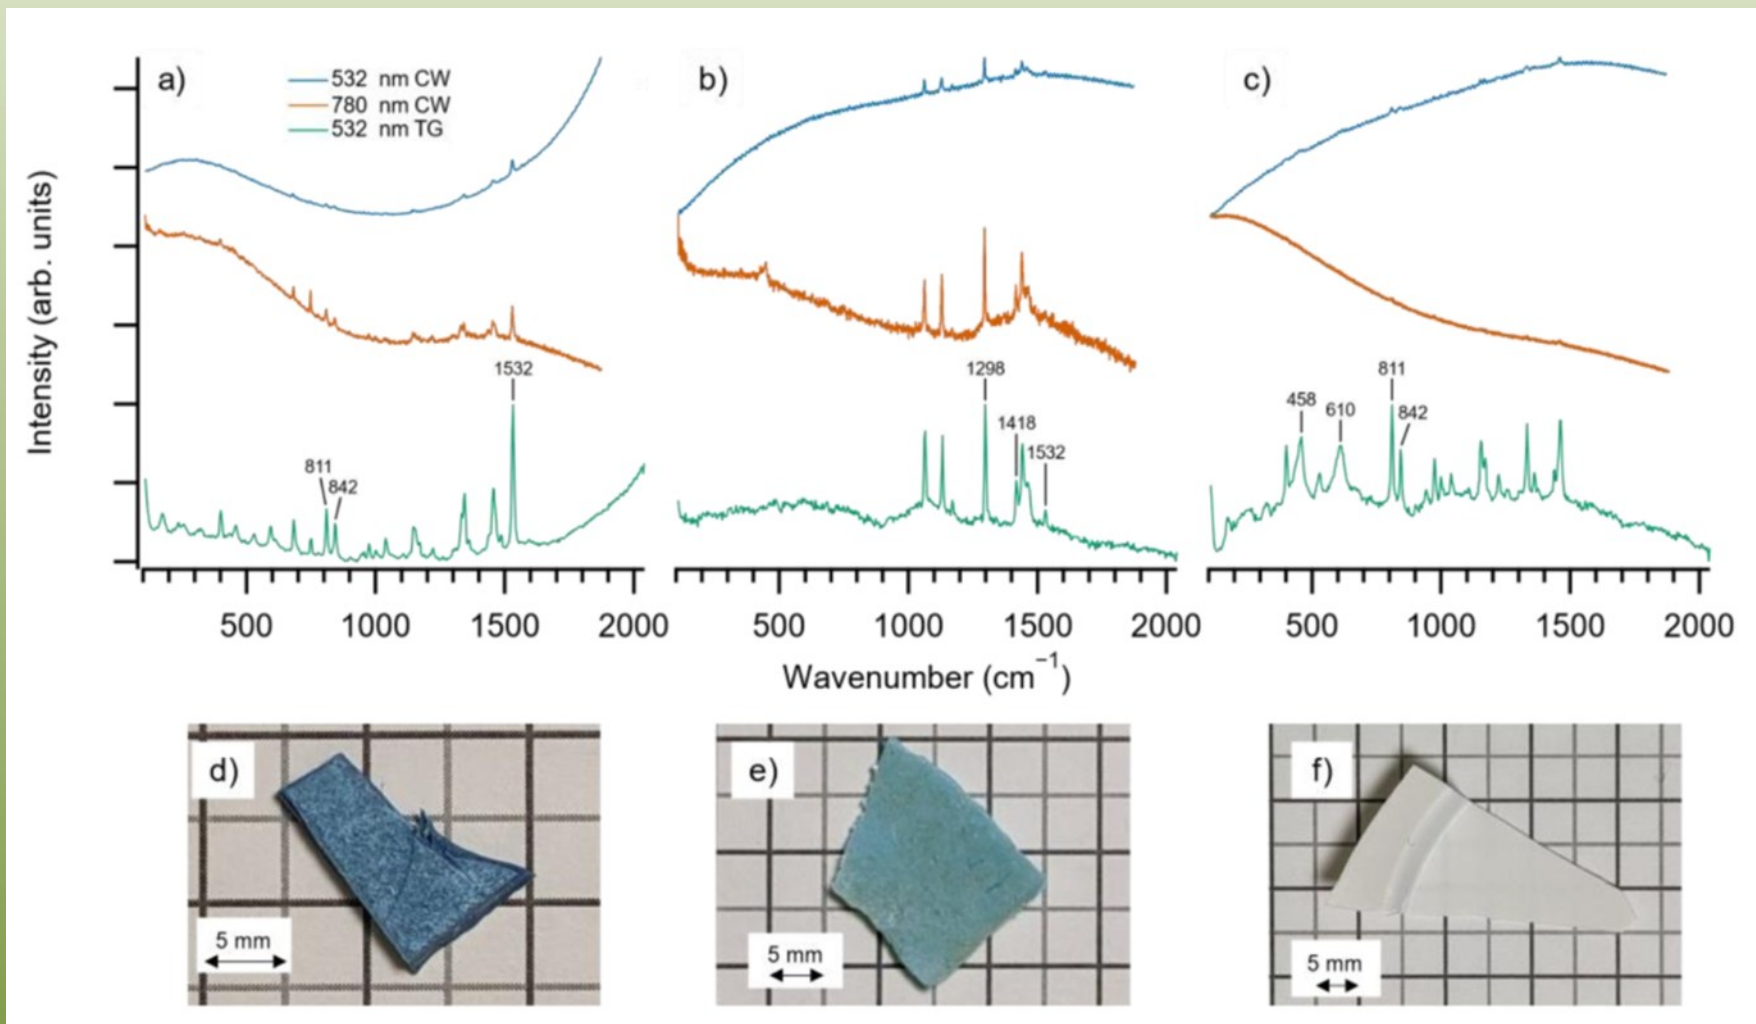 a)
532 nm CW
780 nm CW
532 nm TG
b)
c)
Intensity (arb. units)
1532
811
842
1298
1418
1532
458
610
811
842
500 1000 1500 2000
500 1000 1500 2000
500 1000 1500 2000
Wavenumber (cm⁻¹)
d)
5 mm
e)
5 mm
f)
5 mm